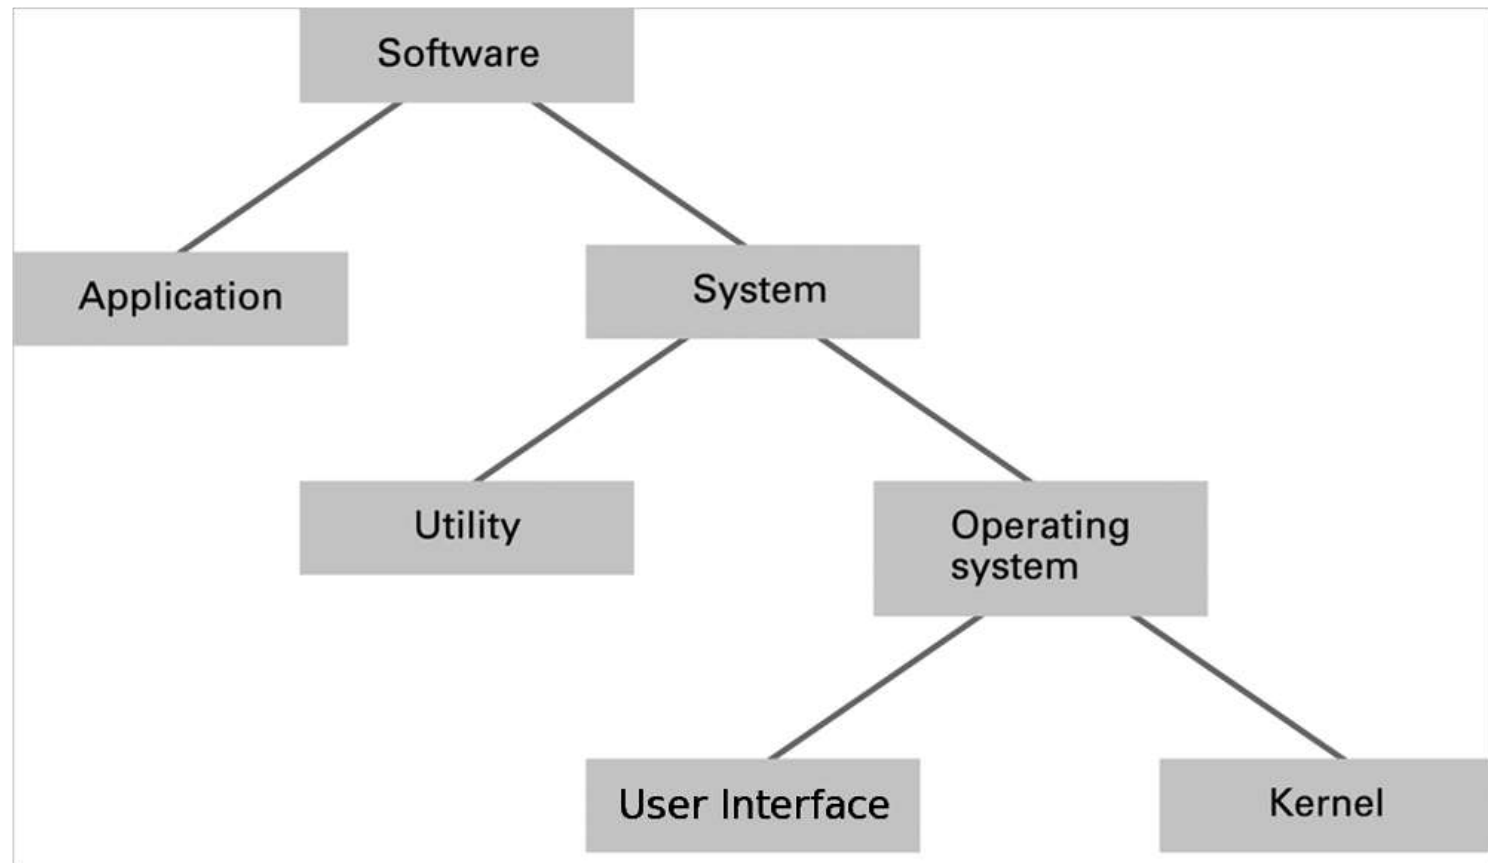 Software
Application
System
Utility
Operating
system
User Interface
Kernel